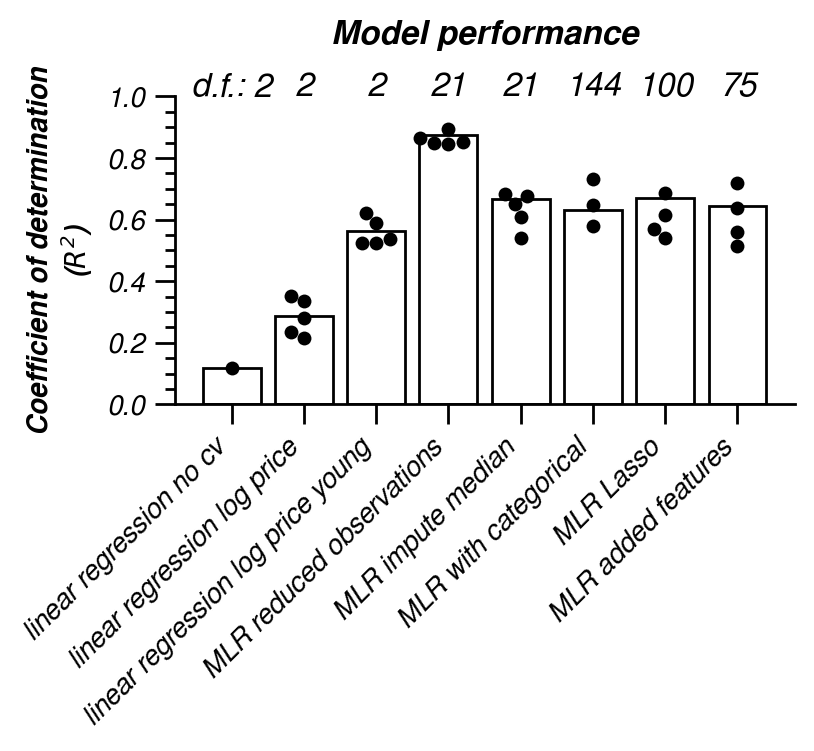 Model performance
d.f.: 2 2 2 21 21 144 100 75
Coefficient of determination
(R²)
1.0
0.8
0.6
0.4
0.2
0.0
linear regression no cv
linear regression log price
linear regression log price young
MLR reduced observations
MLR impute median
MLR with categorical
MLR Lasso
MLR added features